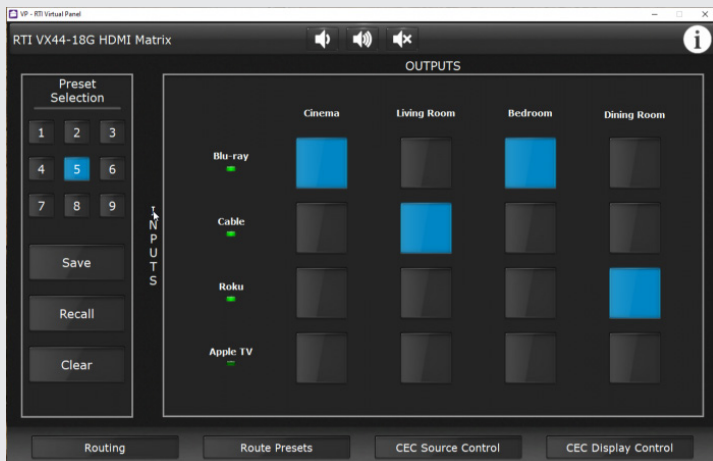 VP - RTI Virtual Panel
RTI VX44-18G HDMI Matrix
Preset
Selection
1 2 3
4 5 6
7 8 9
Save
Recall
Clear
INPUTS
OUTPUTS
Cinema Living Room Bedroom Dining Room
Blu-ray
Cable
Roku
Apple TV
Routing Route Presets CEC Source Control CEC Display Control